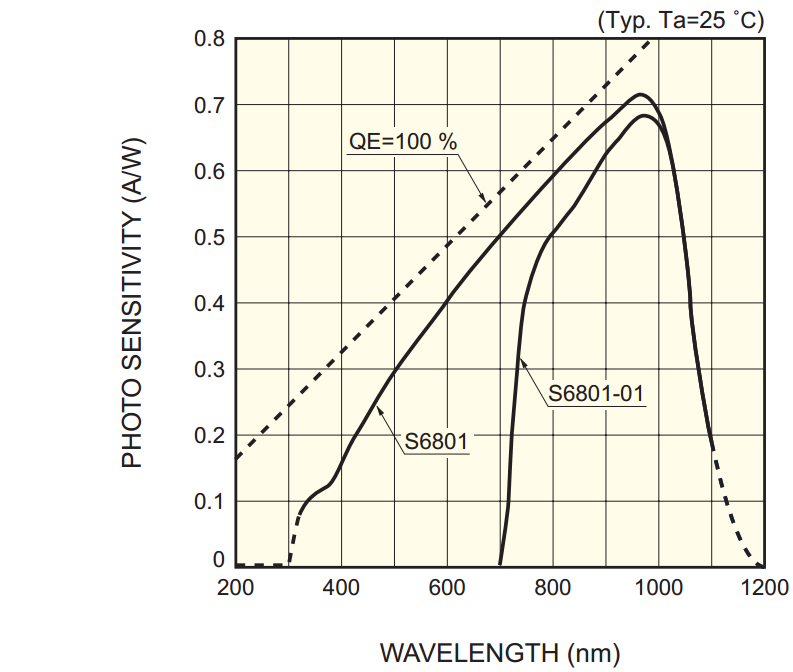 (Typ. Ta=25 ˚C)
0.8
0.7
0.6
0.5
0.4
0.3
0.2
0.1
0
PHOTO SENSITIVITY (A/W)
QE=100 %
S6801-01
S6801
200 400 600 800 1000 1200
WAVELENGTH (nm)